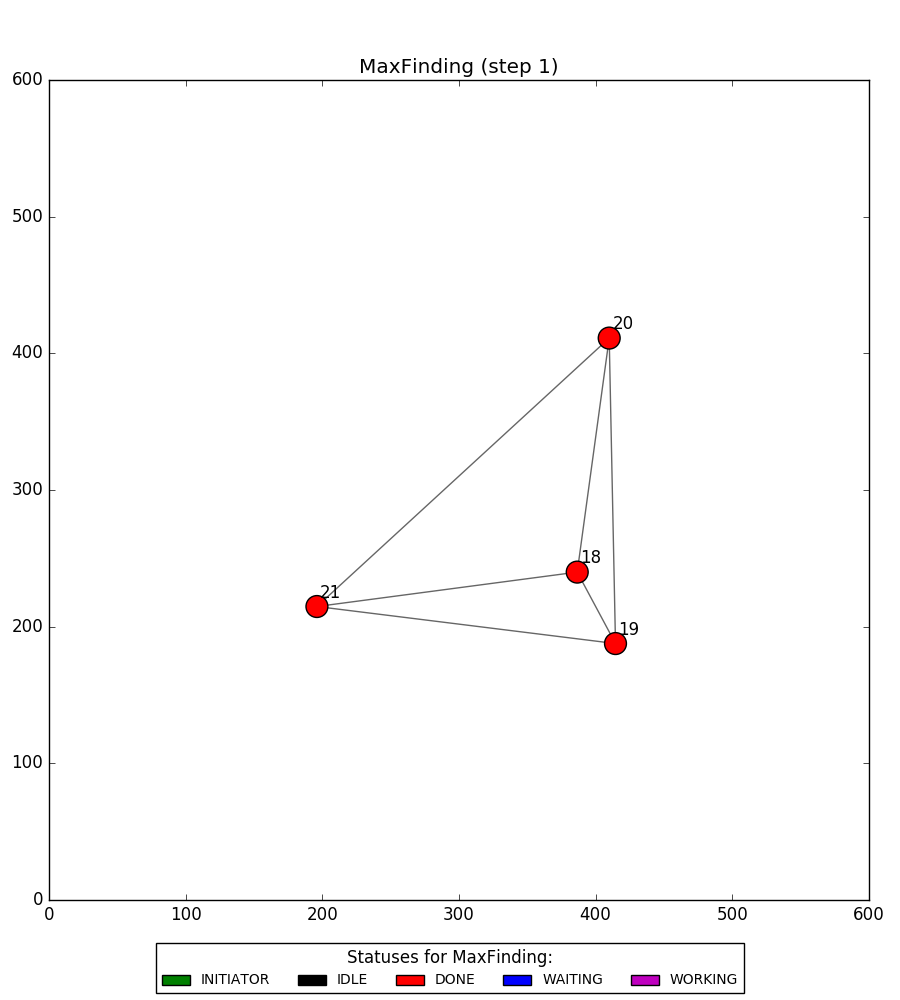 MaxFinding (step 1)
600
500
400
300
200
100
0
20
18
21
19
0 100 200 300 400 500 600
Statuses for MaxFinding:
INITIATOR IDLE DONE WAITING WORKING